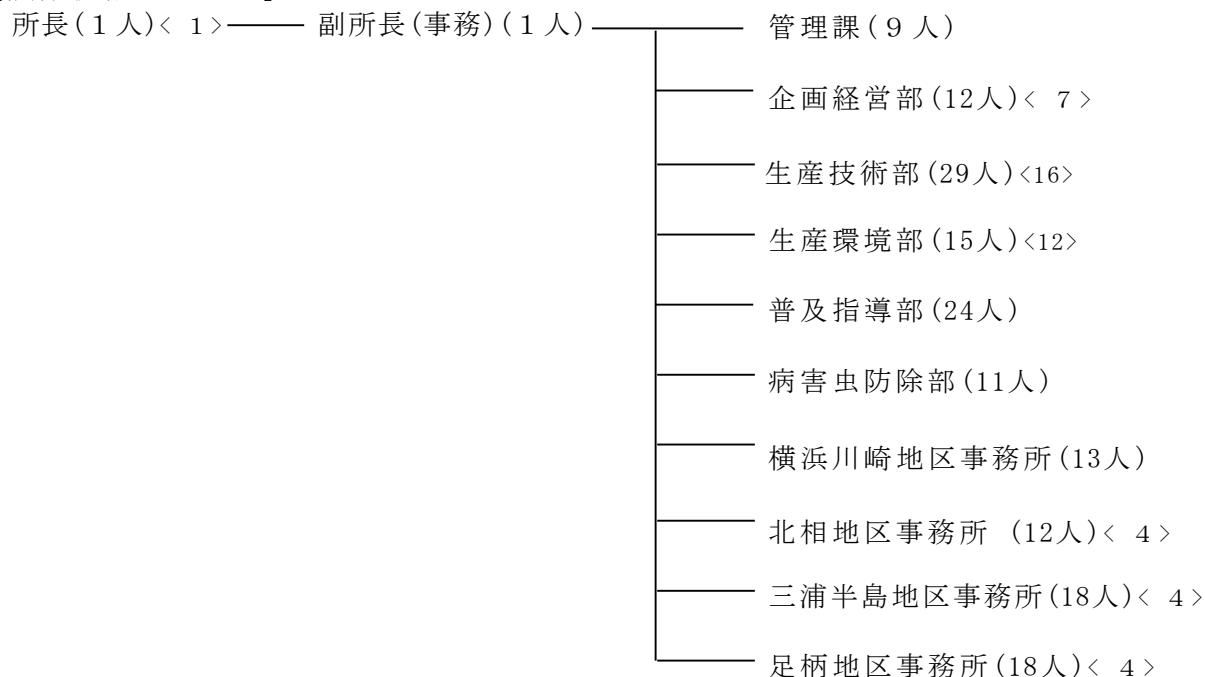 所長(１人)< 1>
副所長(事務)(１人)
管理課(９人)
企画経営部(12人)< 7>
生産技術部(29人)<16>
生産環境部(15人)<12>
普及指導部(24人)
病害虫防除部(11人)
横浜川崎地区事務所(13人)
北相地区事務所 (12人)< 4>
三浦半島地区事務所(18人)< 4>
足柄地区事務所(18人)< 4>